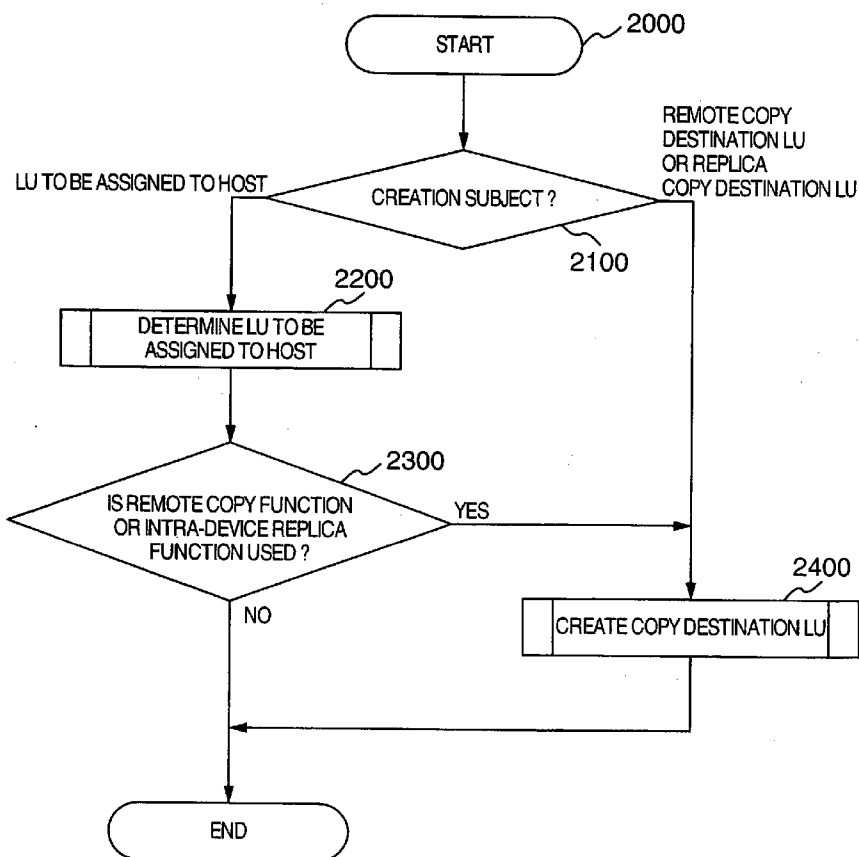 START
2000
REMOTE COPY
DESTINATION LU
OR REPLICA
COPY DESTINATION LU
LU TO BE ASSIGNED TO HOST
CREATION SUBJECT ?
2100
2200
DETERMINE LU TO BE
ASSIGNED TO HOST
2300
IS REMOTE COPY FUNCTION
OR INTRA-DEVICE REPLICA
FUNCTION USED ?
YES
NO
2400
CREATE COPY DESTINATION LU
END